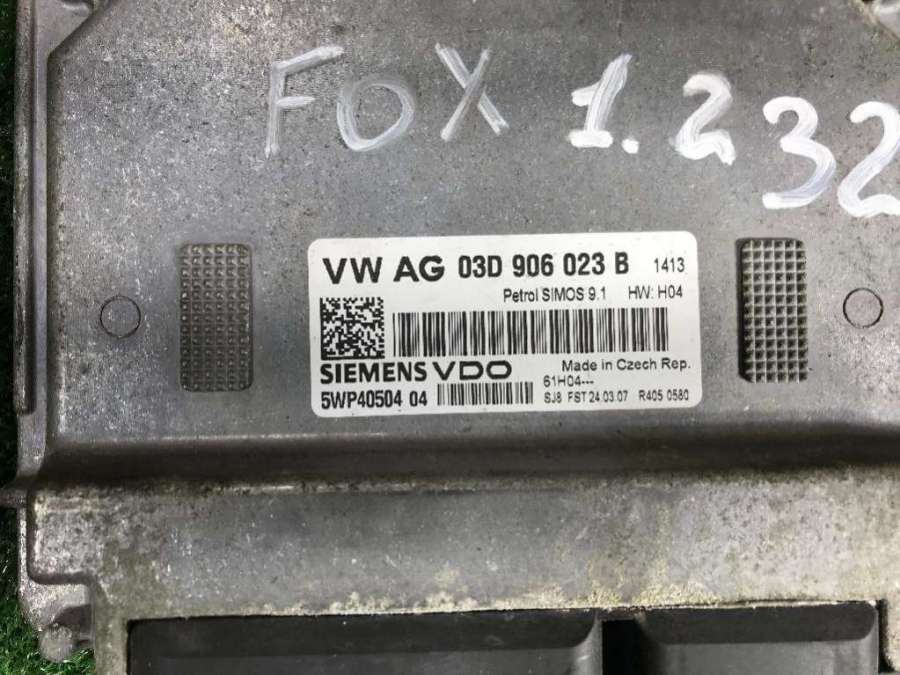 FOX 1.2 32
VW AG 03D 906 023 B 1413
Petrol SIMOS 9.1 HW: H04
SIEMENS VDO Made in Czech Rep.
61H04---
5WP40504 04 SJ8 FST 24.03.07 R405 0580